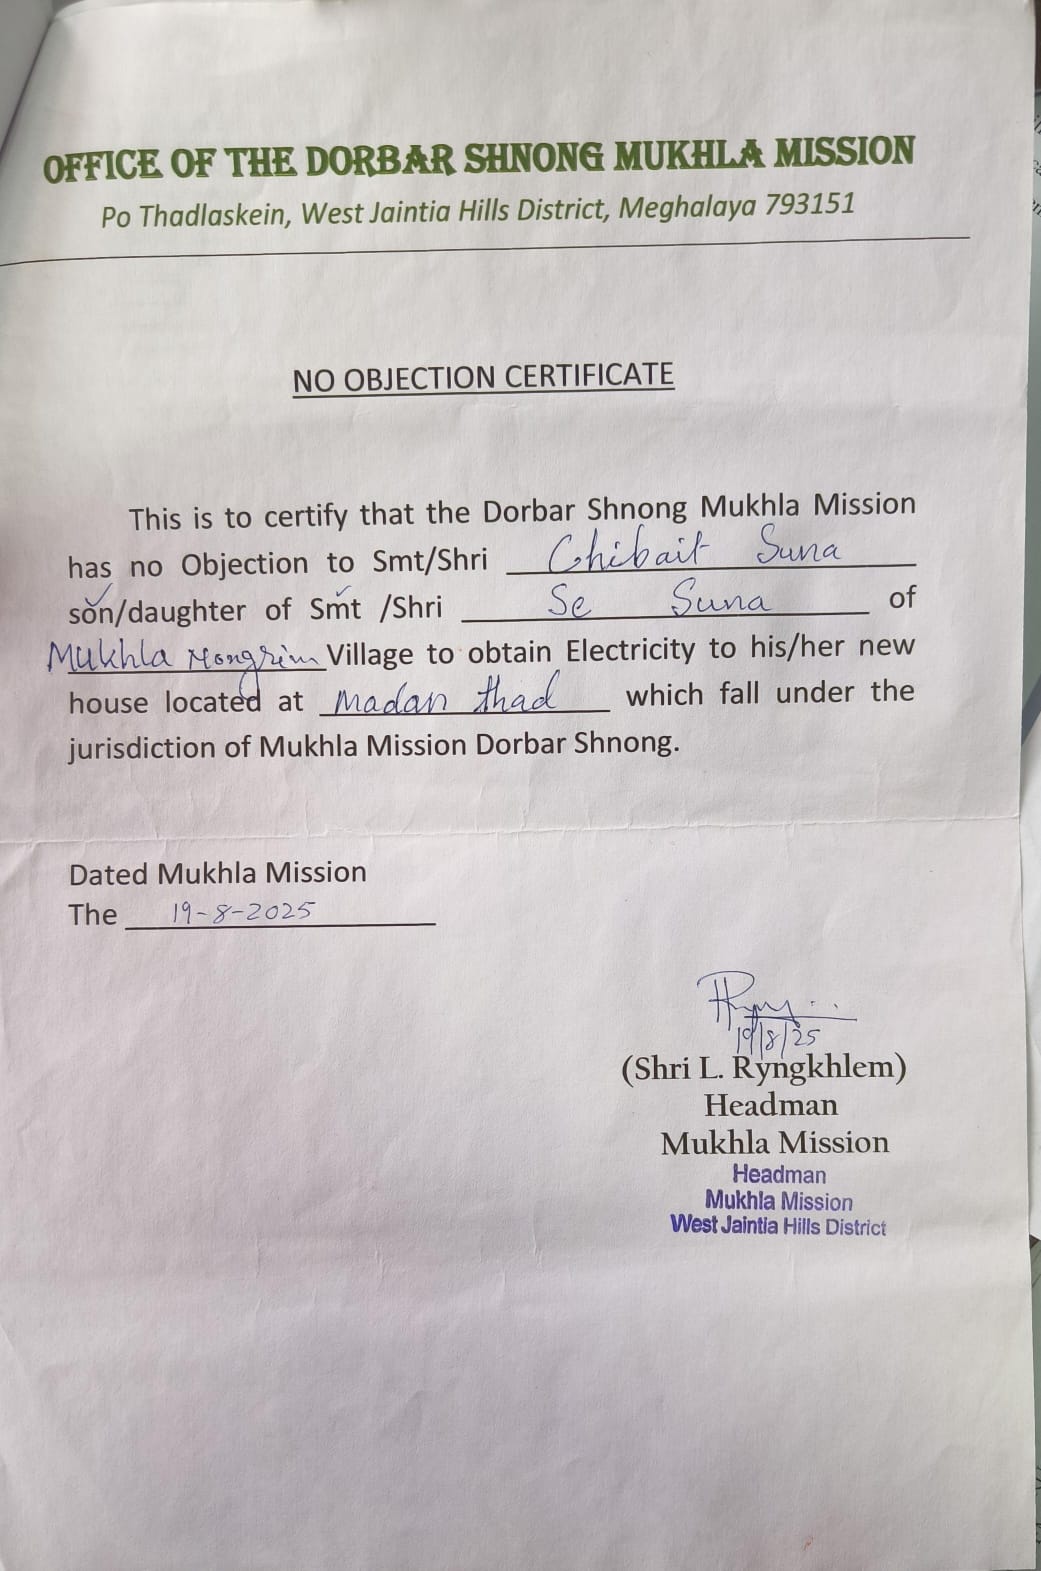 OFFICE OF THE DORBAR SHNONG MUKHLA MISSION
Po Thadlaskein, West Jaintia Hills District, Meghalaya 793151
NO OBJECTION CERTIFICATE
This is to certify that the Dorbar Shnong Mukhla Mission
has no Objection to Smt/Shri Chibait Suna
son/daughter of Smt /Shri Se Suna of
Mukhla Nongrim Village to obtain Electricity to his/her new
house located at Madan thad which fall under the
jurisdiction of Mukhla Mission Dorbar Shnong.
Dated Mukhla Mission
The 19-8-2025
19/8/25
(Shri L. Ryngkhlem)
Headman
Mukhla Mission
Headman
Mukhla Mission
West Jaintia Hills District